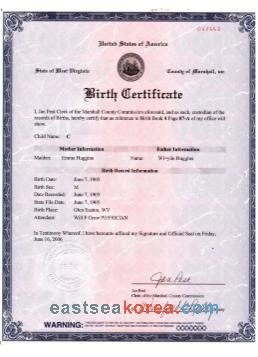 United States of America
State of West Virginia
County of Marshall, ss:
Birth Certificate
I, Jan Pest Clerk of the Marshall County Commission aforesaid, and as such, custodian of the
records of Births, hereby certify that as reference to Birth Book 4 Page 87-A of my office will
show.
Child Name: C
Mother Information
Father Information
Maiden: Emma Huggins
Name: Huggins
Birth Record Information
Birth Date: June 7, 1905
Birth Sex: M
Date Recorded: June 7, 1905
State File Date: June 7, 1905
Birth Place: Glen Easton, WV
Attendant: PHYSICIAN
In Testimony Whereof, I have hereunto affixed my Signature and Official Seal on Friday,
June 16, 2006
Jan Pest
Clerk of the Marshall County Commission
eastseakorea.com
WARNING: